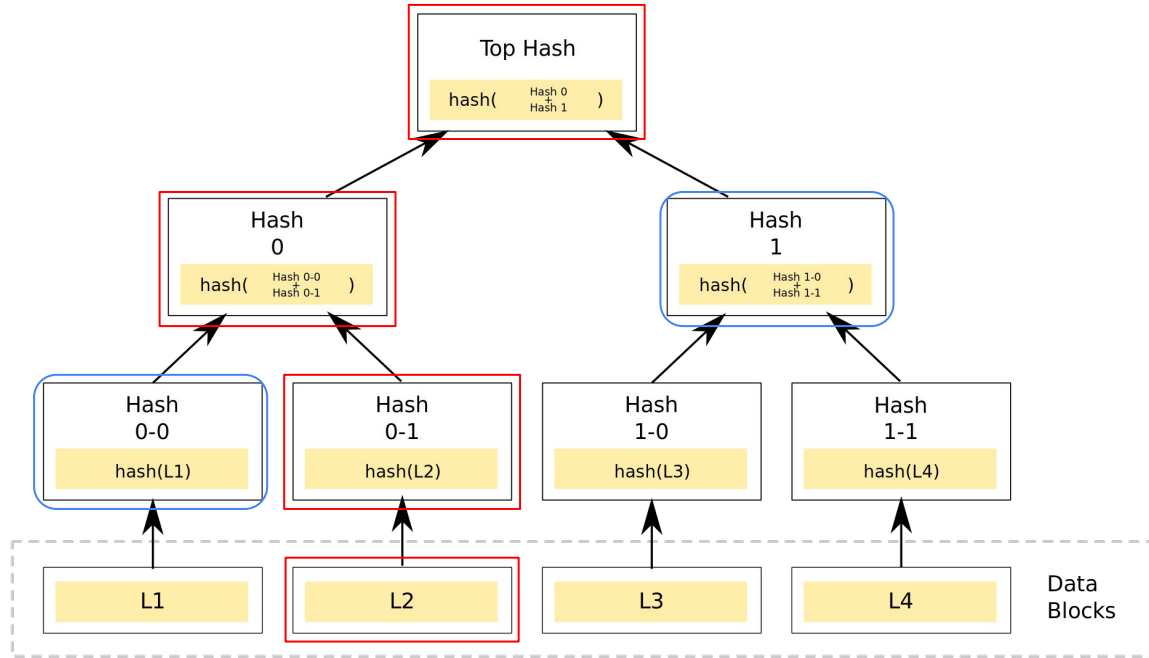 Top Hash
hash( Hash 0 + Hash 1 )
Hash
0
hash( Hash 0-0 + Hash 0-1 )
Hash
1
hash( Hash 1-0 + Hash 1-1 )
Hash
0-0
hash(L1)
Hash
0-1
hash(L2)
Hash
1-0
hash(L3)
Hash
1-1
hash(L4)
L1
L2
L3
L4
Data
Blocks